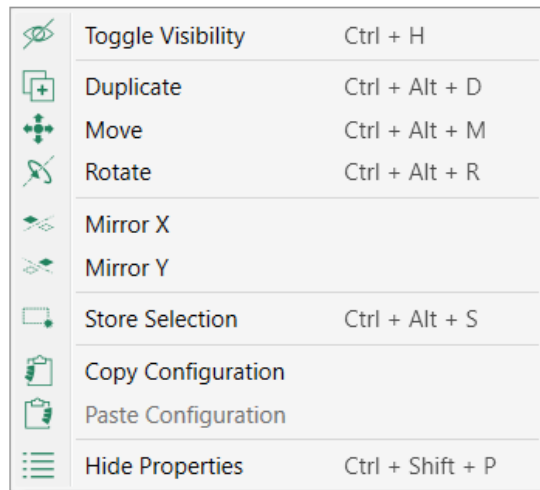 Toggle Visibility Ctrl + H
Duplicate Ctrl + Alt + D
Move Ctrl + Alt + M
Rotate Ctrl + Alt + R
Mirror X
Mirror Y
Store Selection Ctrl + Alt + S
Copy Configuration
Paste Configuration
Hide Properties Ctrl + Shift + P